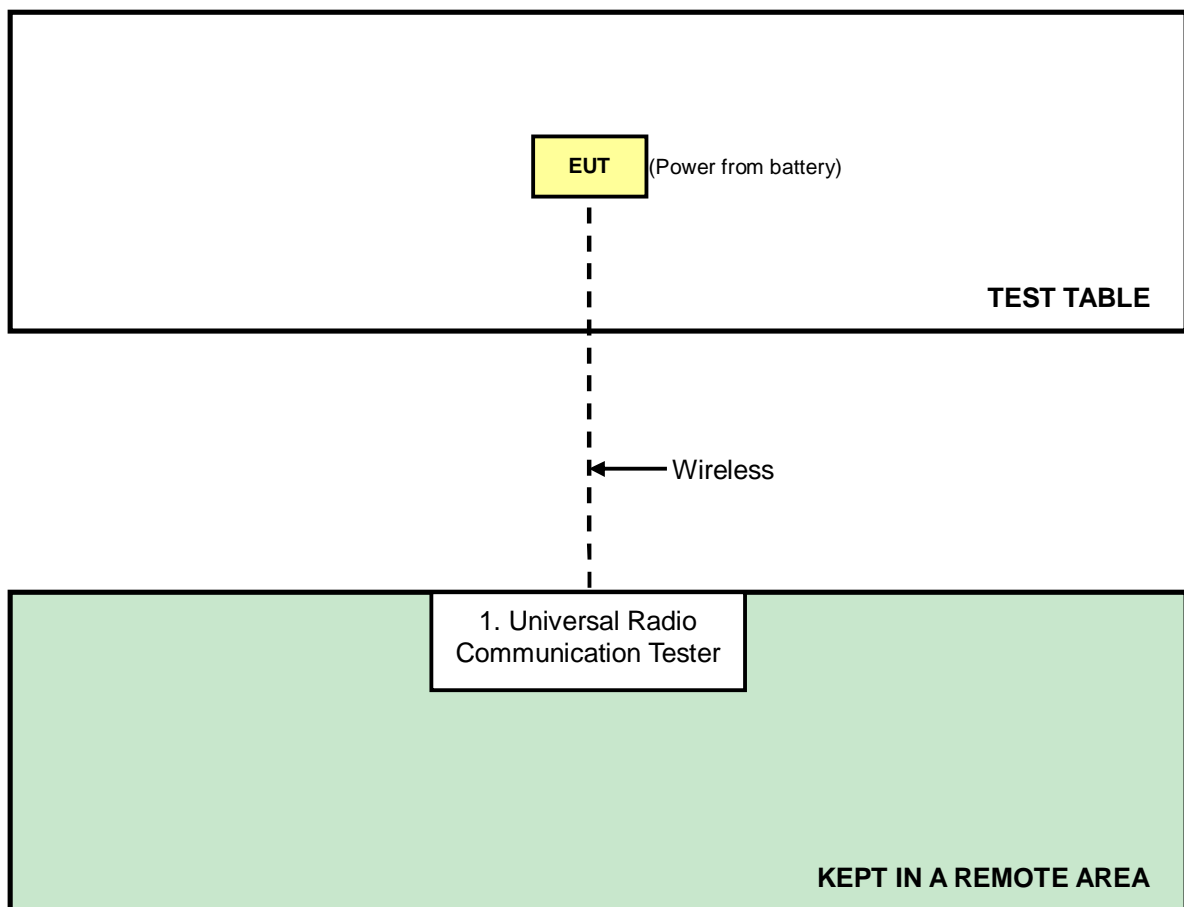 EUT
(Power from battery)
TEST TABLE
Wireless
1. Universal Radio
Communication Tester
KEPT IN A REMOTE AREA